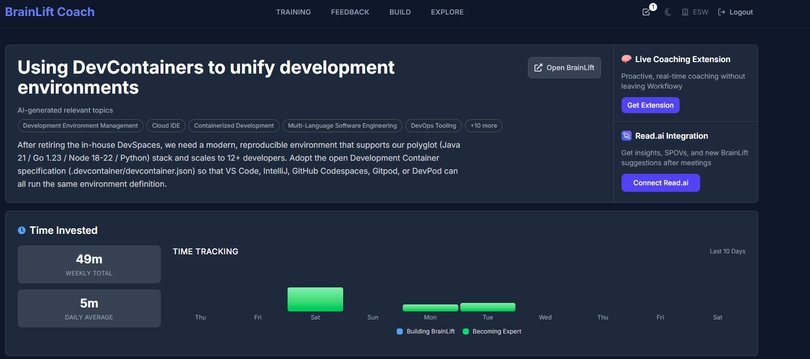 BrainLift Coach
TRAINING
FEEDBACK
BUILD
EXPLORE
1
ESW
Logout
Using DevContainers to unify development
environments
Open BrainLift
AI-generated relevant topics
Development Environment Management
Cloud IDE
Containerized Development
Multi-Language Software Engineering
DevOps Tooling
+10 more
After retiring the in-house DevSpaces, we need a modern, reproducible environment that supports our polyglot (Java
21 / Go 1.23 / Node 18-22 / Python) stack and scales to 12+ developers. Adopt the open Development Container
specification (.devcontainer/devcontainer.json) so that VS Code, IntelliJ, GitHub Codespaces, Gitpod, or DevPod can
all run the same environment definition.
Live Coaching Extension
Proactive, real-time coaching without
leaving Workflowy
Get Extension
Read.ai Integration
Get insights, SPOVs, and new BrainLift
suggestions after meetings
Connect Read.ai
Time Invested
49m
WEEKLY TOTAL
5m
DAILY AVERAGE
TIME TRACKING
Last 10 Days
Thu
Fri
Sat
Sun
Mon
Tue
Wed
Thu
Fri
Sat
Building BrainLift
Becoming Expert